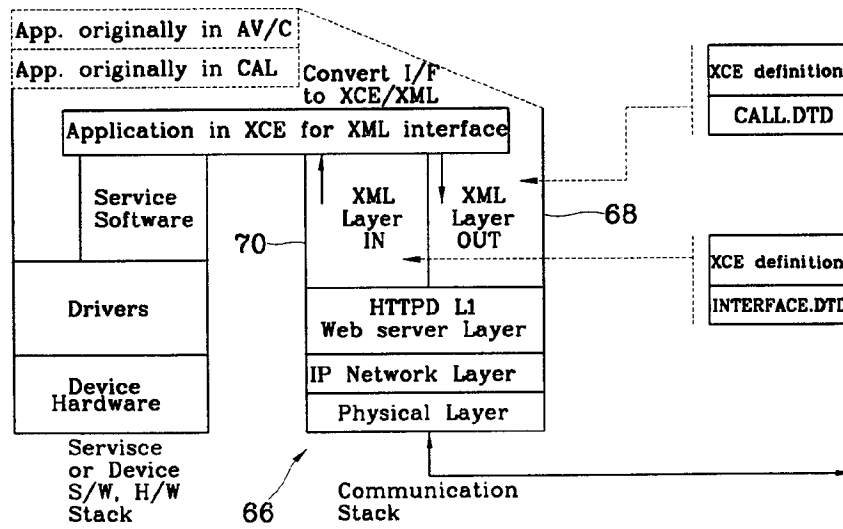 App. originally in AV/C
App. originally in CAL
Convert I/F
to XCE/XML
Application in XCE for XML interface
Service
Software
XML
Layer
IN
XML
Layer
OUT
70
68
Drivers
HTTPD L1
Web server Layer
Device
Hardware
IP Network Layer
Physical Layer
Servisce
or Device
S/W, H/W
Stack
66
Communication
Stack
XCE definition
CALL.DTD
XCE definition
INTERFACE.DTD